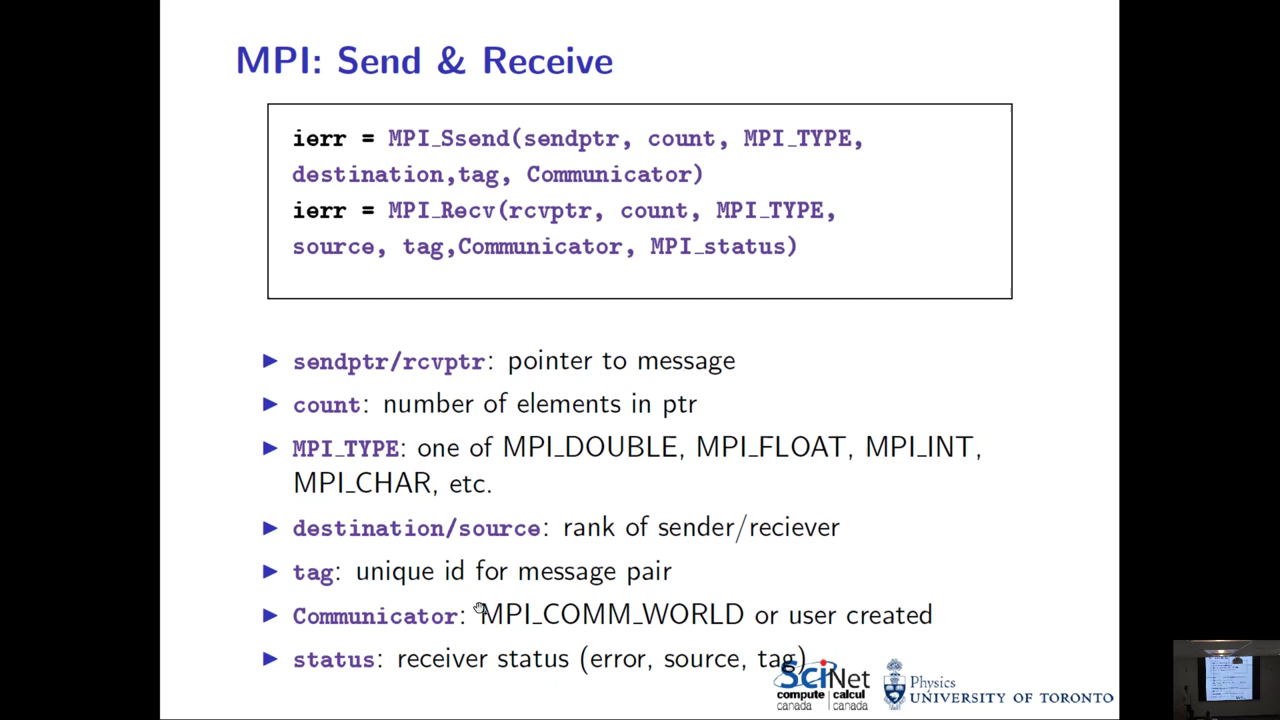 MPI: Send & Receive
ierr = MPI_Ssend(sendptr, count, MPI_TYPE,
destination,tag, Communicator)
ierr = MPI_Recv(rcvptr, count, MPI_TYPE,
source, tag,Communicator, MPI_status)
▶ sendptr/rcvptr: pointer to message
▶ count: number of elements in ptr
▶ MPI_TYPE: one of MPI_DOUBLE, MPI_FLOAT, MPI_INT,
MPI_CHAR, etc.
▶ destination/source: rank of sender/reciever
▶ tag: unique id for message pair
▶ Communicator: MPI_COMM_WORLD or user created
▶ status: receiver status (error, source, tag)
SciNet
compute | calcul
canada | canada
Physics
UNIVERSITY OF TORONTO